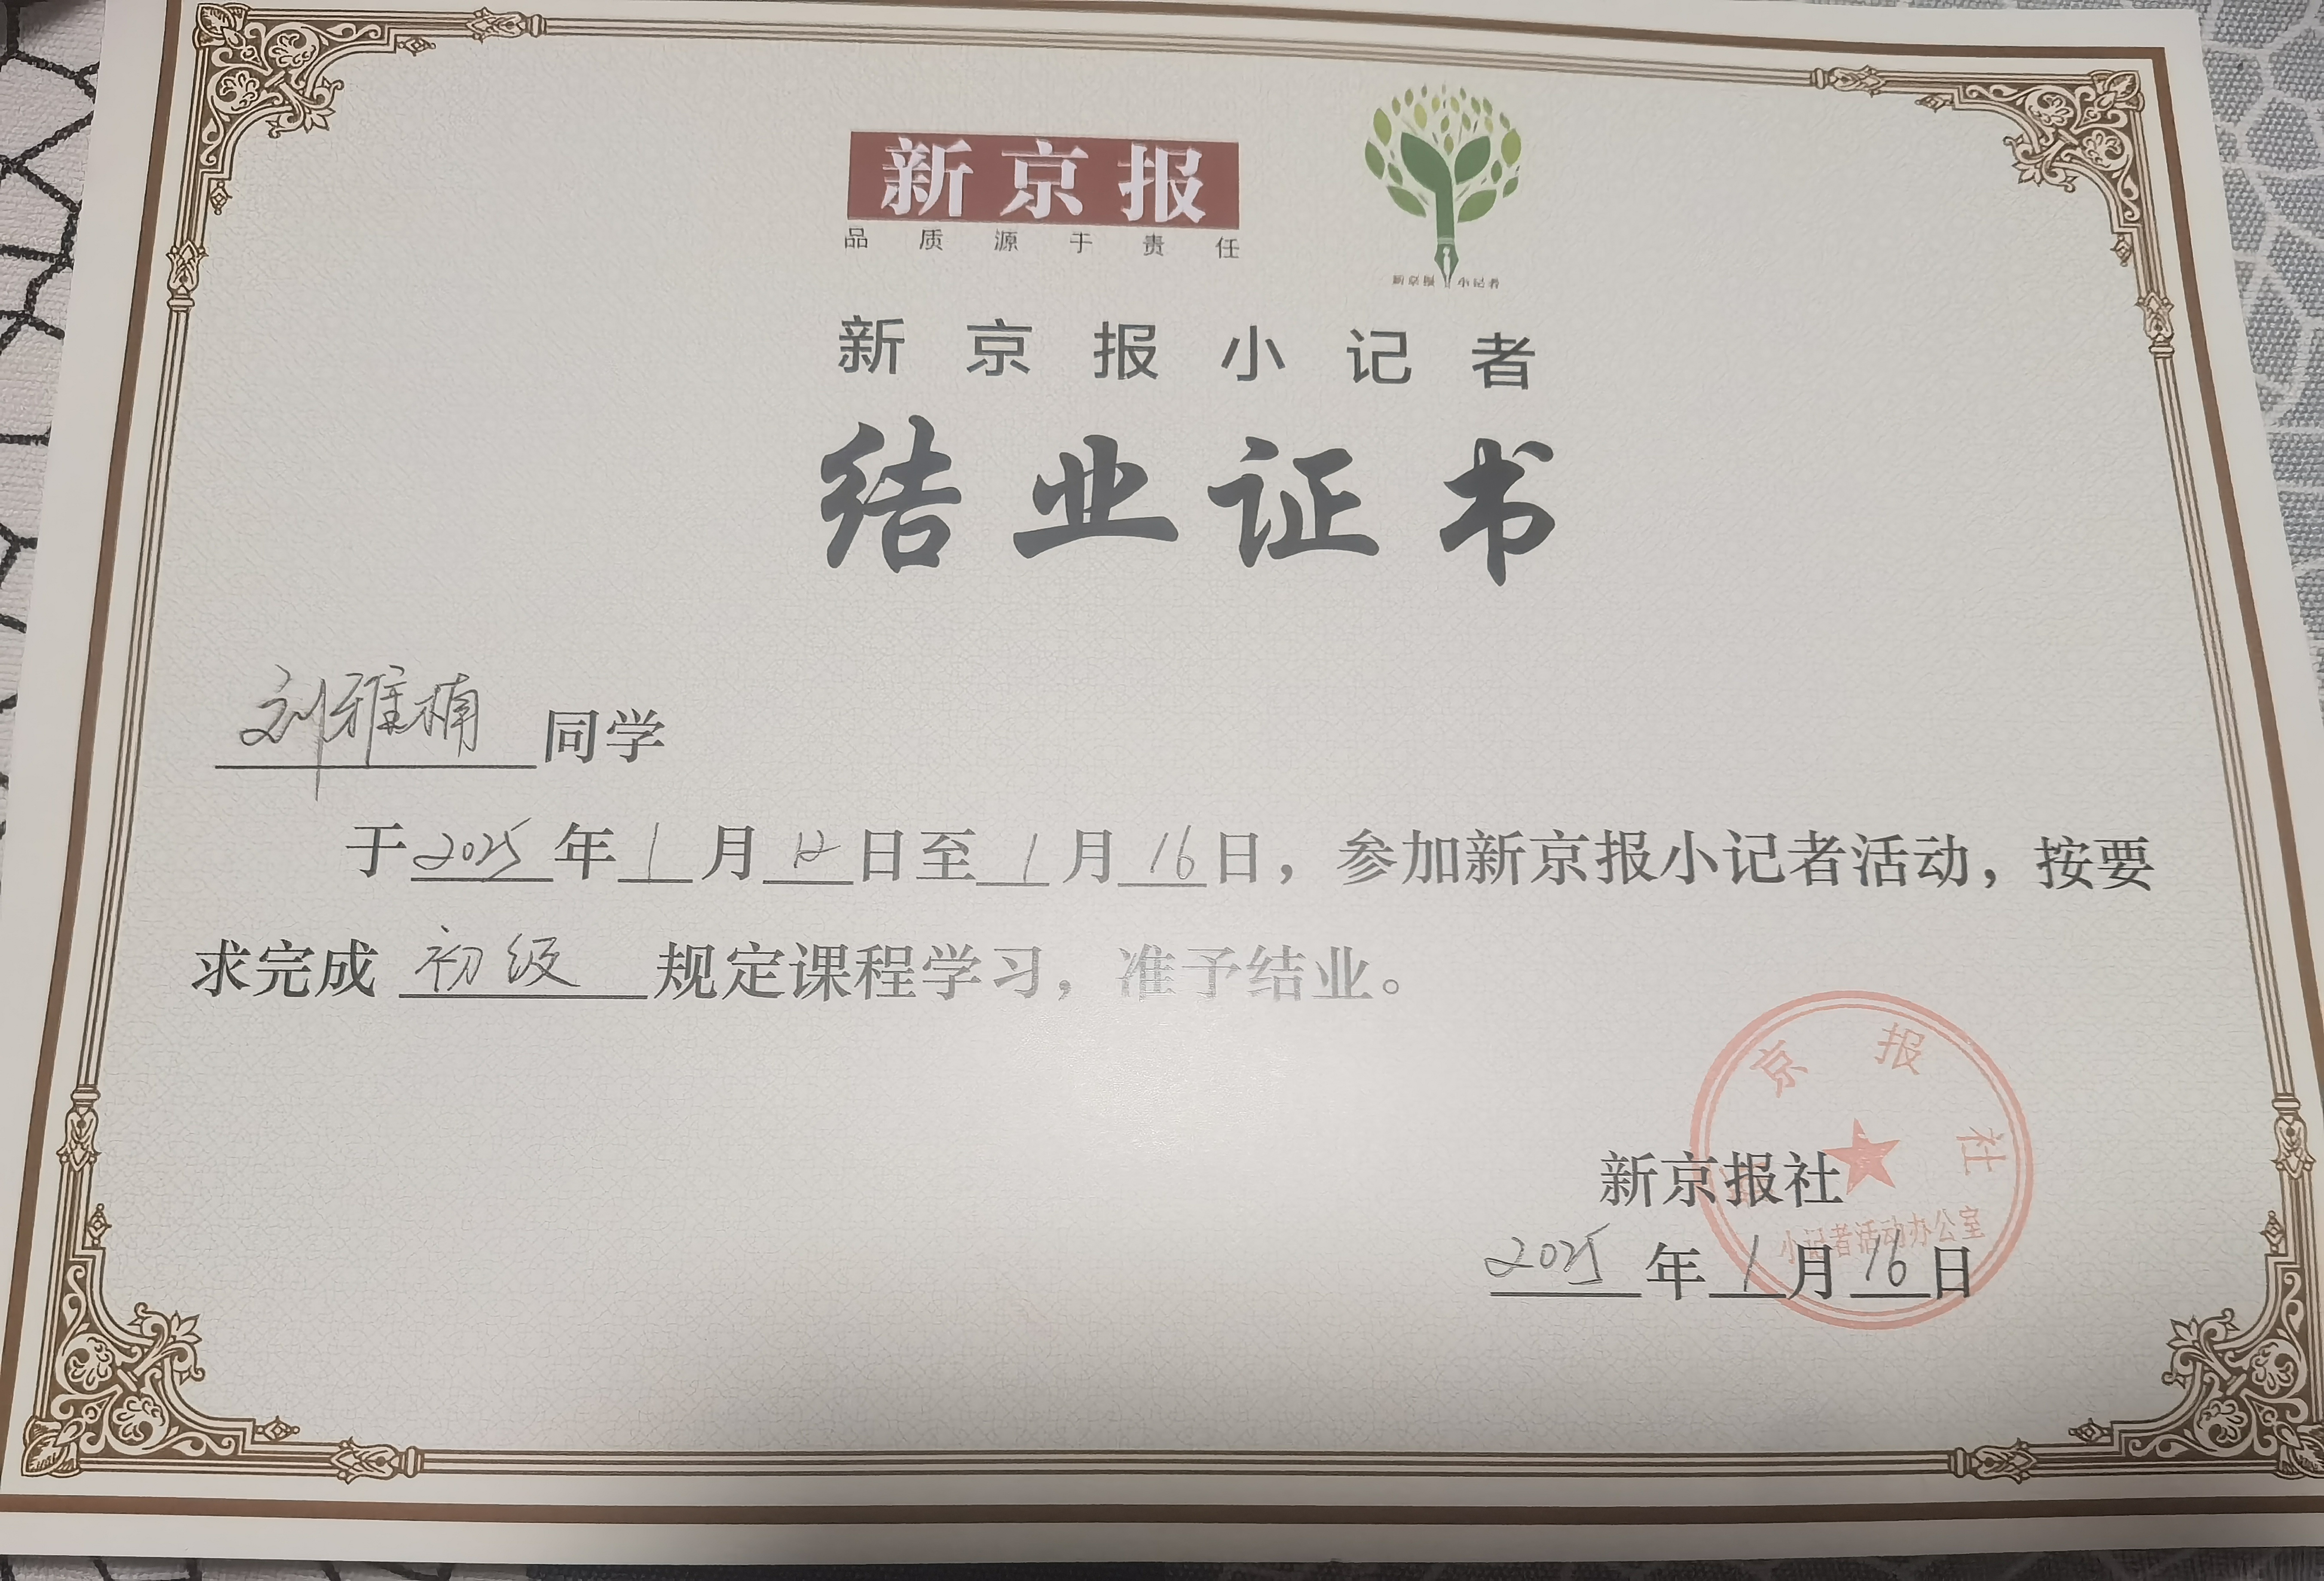 新京报
品质源于责任
新京报 小记者
新京报小记者
结业证书
刘雅楠同学
于2025年1月12日至1月16日，参加新京报小记者活动，按要
求完成 初级 规定课程学习，准予结业。
新京报社
2025年1月16日
京报社
小记者活动办公室